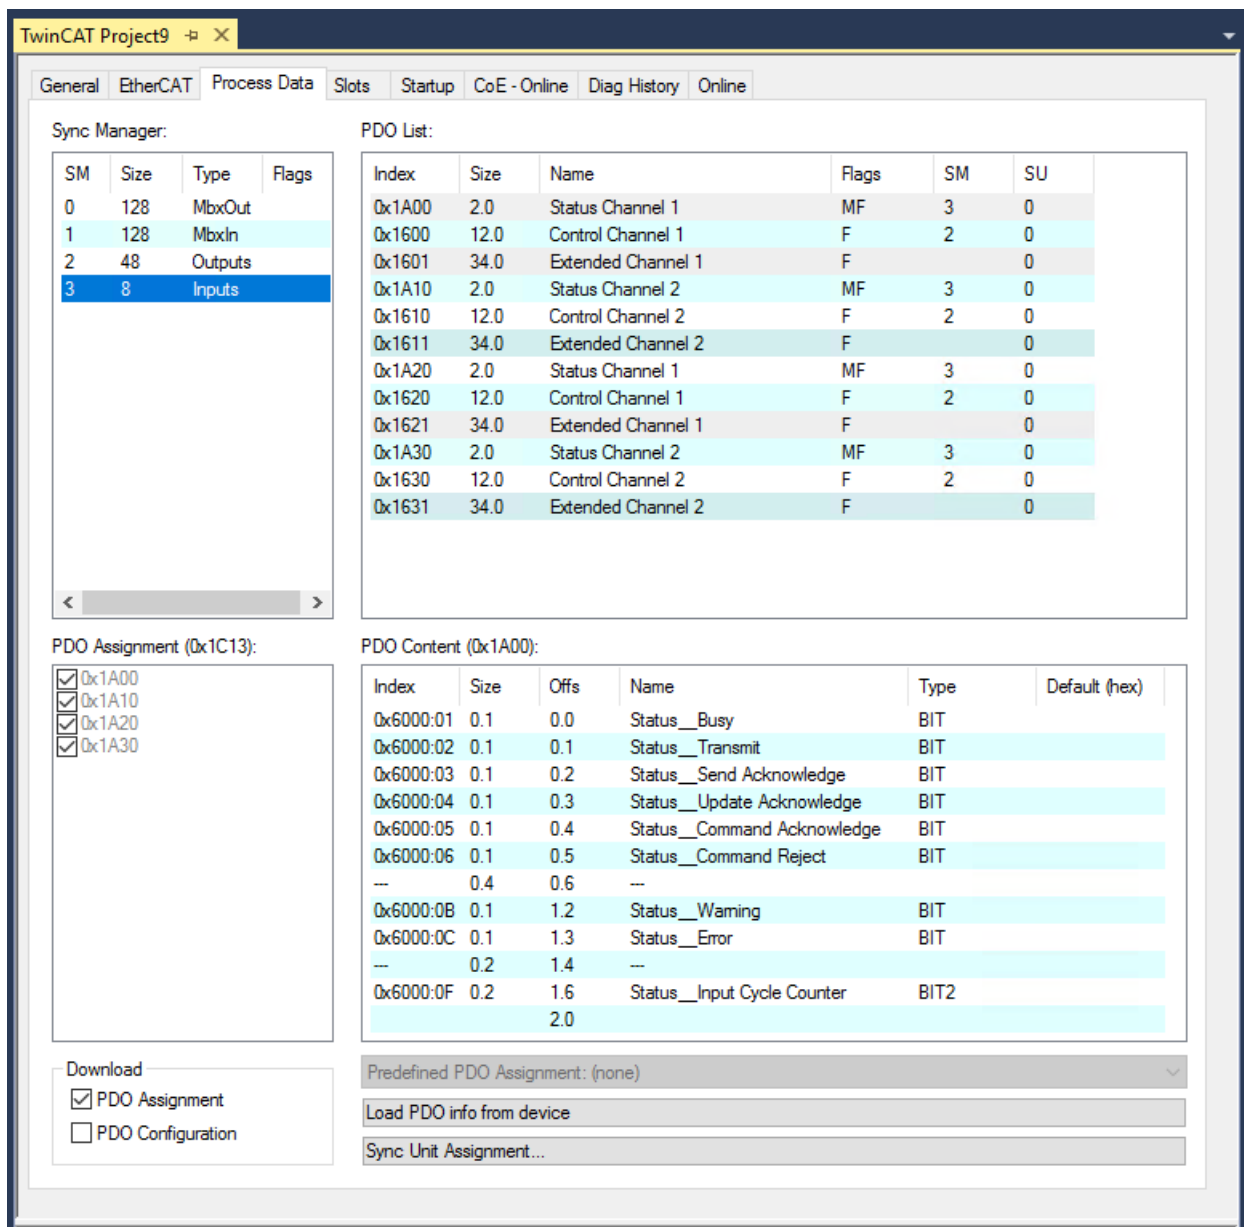 TwinCAT Project9
General EtherCAT Process Data Slots Startup CoE - Online Diag History Online
Sync Manager:
SM Size Type Flags
0 128 MbxOut
1 128 MbxIn
2 48 Outputs
3 8 Inputs
PDO List:
Index Size Name Flags SM SU
0x1A00 2.0 Status Channel 1 MF 3 0
0x1600 12.0 Control Channel 1 F 2 0
0x1601 34.0 Extended Channel 1 F 0
0x1A10 2.0 Status Channel 2 MF 3 0
0x1610 12.0 Control Channel 2 F 2 0
0x1611 34.0 Extended Channel 2 F 0
0x1A20 2.0 Status Channel 1 MF 3 0
0x1620 12.0 Control Channel 1 F 2 0
0x1621 34.0 Extended Channel 1 F 0
0x1A30 2.0 Status Channel 2 MF 3 0
0x1630 12.0 Control Channel 2 F 2 0
0x1631 34.0 Extended Channel 2 F 0
PDO Assignment (0x1C13):
0x1A00
0x1A10
0x1A20
0x1A30
PDO Content (0x1A00):
Index Size Offs Name Type Default (hex)
0x6000:01 0.1 0.0 Status__Busy BIT
0x6000:02 0.1 0.1 Status__Transmit BIT
0x6000:03 0.1 0.2 Status__Send Acknowledge BIT
0x6000:04 0.1 0.3 Status__Update Acknowledge BIT
0x6000:05 0.1 0.4 Status__Command Acknowledge BIT
0x6000:06 0.1 0.5 Status__Command Reject BIT
--- 0.4 0.6 ---
0x6000:0B 0.1 1.2 Status__Warning BIT
0x6000:0C 0.1 1.3 Status__Error BIT
--- 0.2 1.4 ---
0x6000:0F 0.2 1.6 Status__Input Cycle Counter BIT2
2.0
Download
PDO Assignment
PDO Configuration
Predefined PDO Assignment: (none)
Load PDO info from device
Sync Unit Assignment...